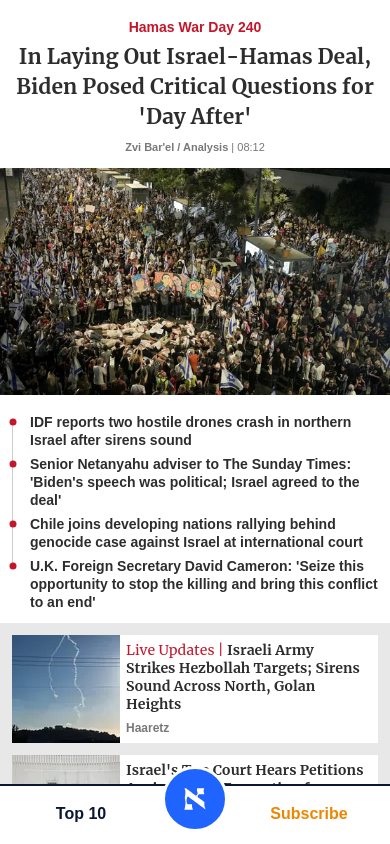 Hamas War Day 240
In Laying Out Israel-Hamas Deal,
Biden Posed Critical Questions for
'Day After'
Zvi Bar'el / Analysis | 08:12
IDF reports two hostile drones crash in northern
Israel after sirens sound
Senior Netanyahu adviser to The Sunday Times:
'Biden's speech was political; Israel agreed to the
deal'
Chile joins developing nations rallying behind
genocide case against Israel at international court
U.K. Foreign Secretary David Cameron: 'Seize this
opportunity to stop the killing and bring this conflict
to an end'
Live Updates | Israeli Army
Strikes Hezbollah Targets; Sirens
Sound Across North, Golan
Heights
Haaretz
Israel's Top Court Hears Petitions
Top 10
Subscribe